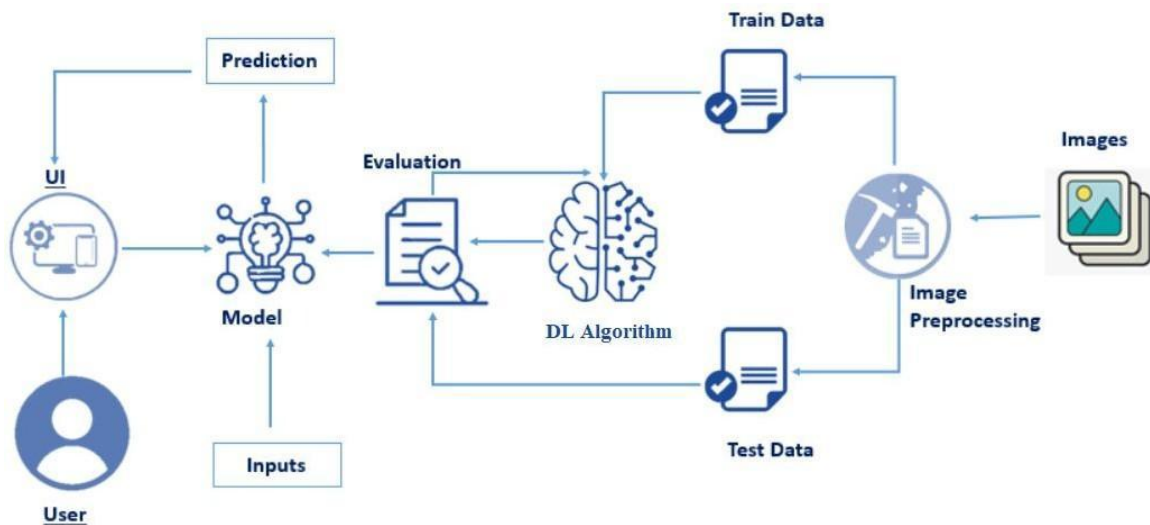 Train Data
Prediction
Images
Evaluation
UI
Image
Preprocessing
Model
DL Algorithm
Test Data
Inputs
User